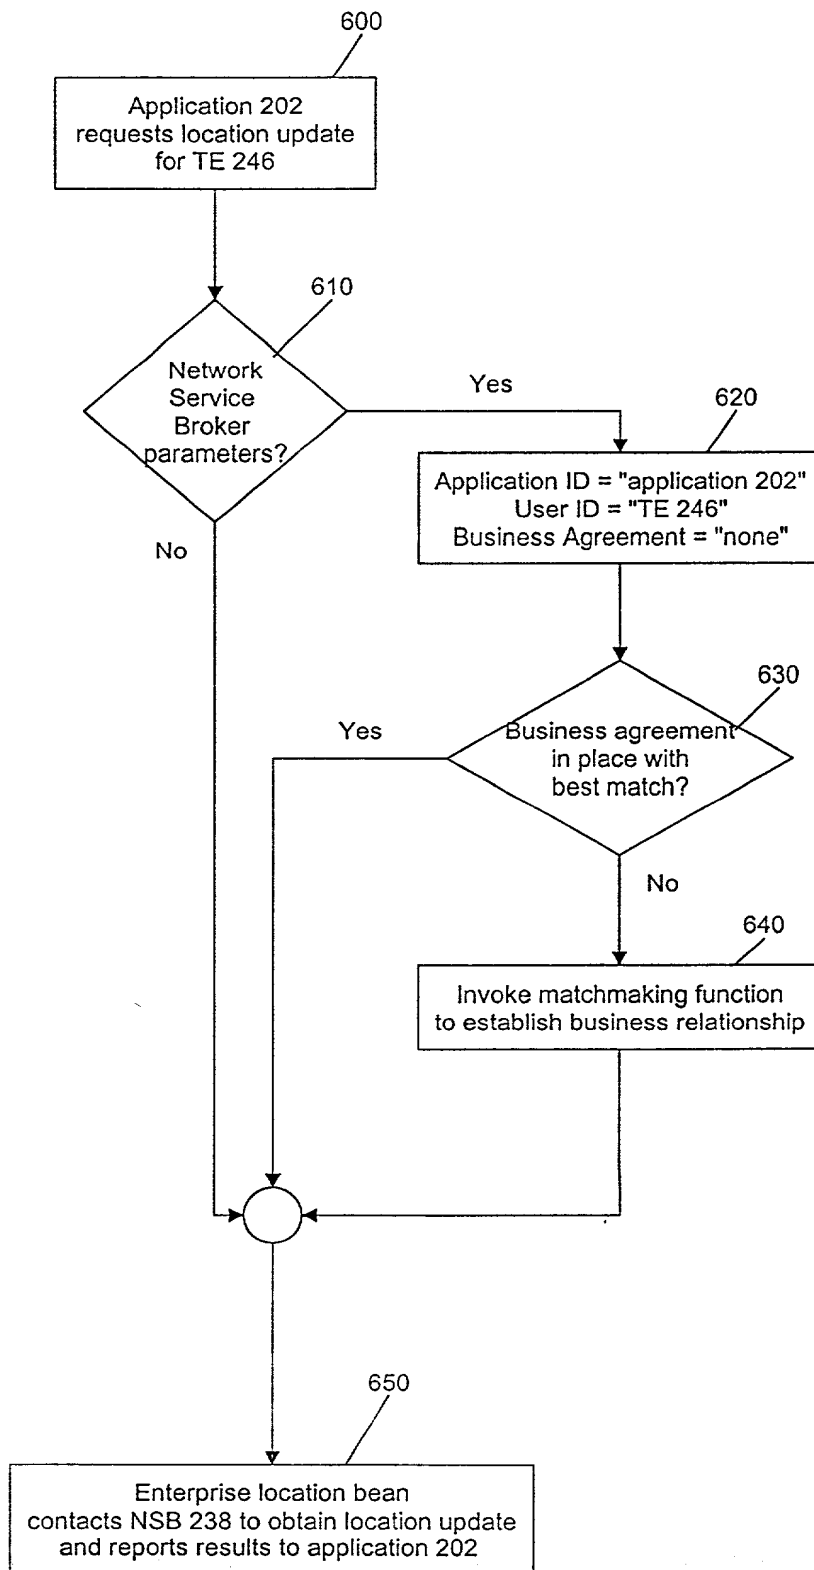 600
Application 202
requests location update
for TE 246
610
Network
Service
Broker
parameters?
Yes
620
Application ID = "application 202"
User ID = "TE 246"
Business Agreement = "none"
No
630
Business agreement
in place with
best match?
Yes
No
640
Invoke matchmaking function
to establish business relationship
650
Enterprise location bean
contacts NSB 238 to obtain location update
and reports results to application 202